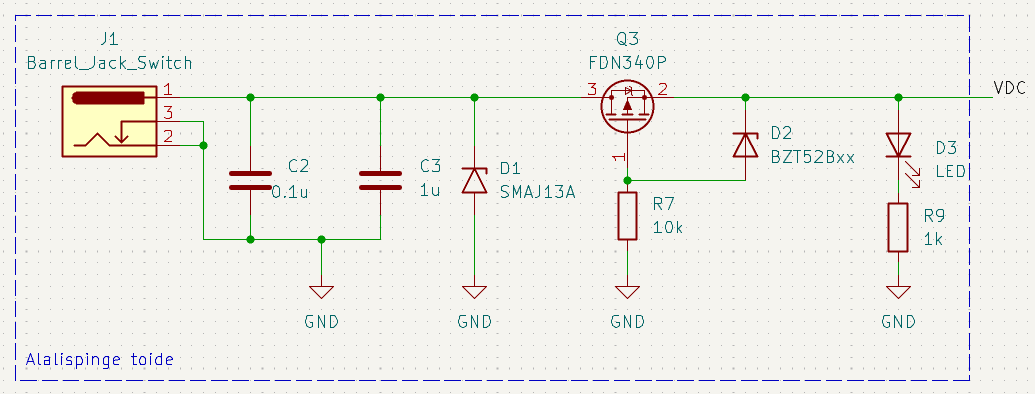 J1
Barrel_Jack_Switch
1
3
2
C2
0.1u
C3
1u
D1
SMAJ13A
GND
GND
Q3
FDN340P
3
2
1
R7
10k
GND
D2
BZT52Bxx
VDC
D3
LED
R9
1k
GND
Alalispinge toide